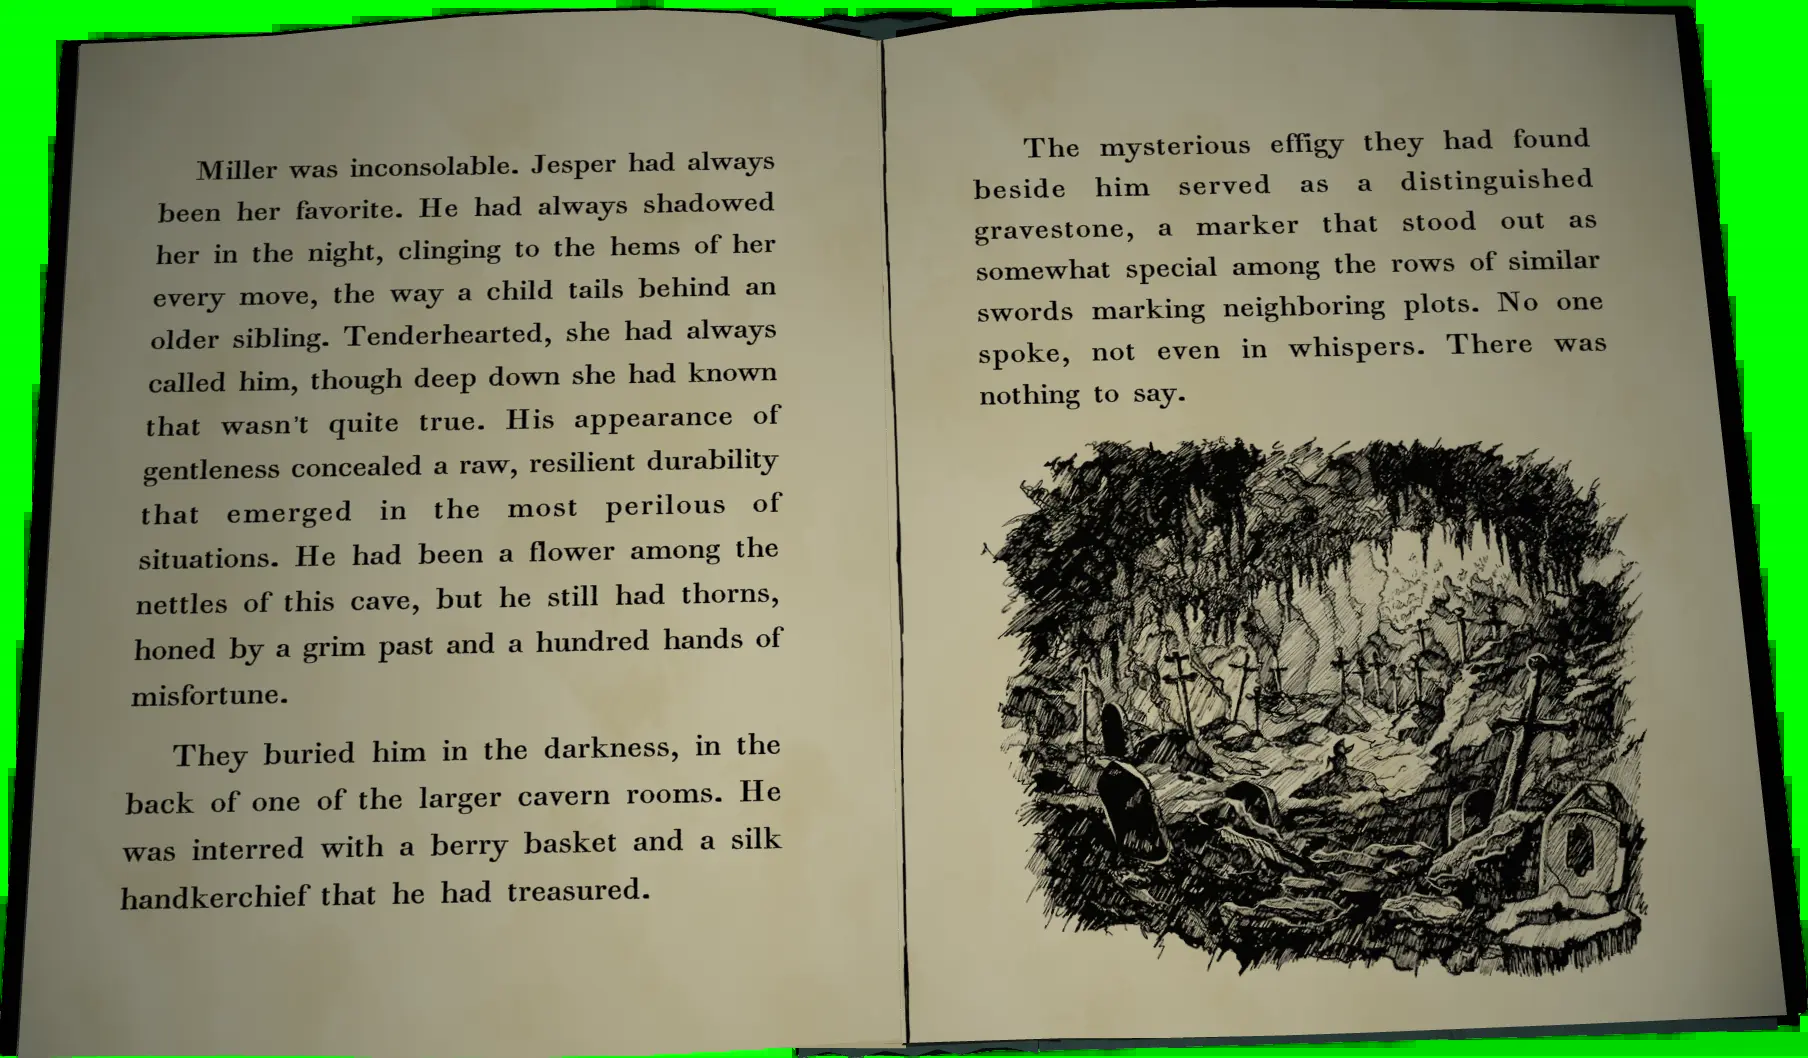 Miller was inconsolable. Jesper had always
been her favorite. He had always shadowed
her in the night, clinging to the hems of her
every move, the way a child tails behind an
older sibling. Tenderhearted, she had always
called him, though deep down she had known
that wasn't quite true. His appearance of
gentleness concealed a raw, resilient durability
that emerged in the most perilous of
situations. He had been a flower among the
nettles of this cave, but he still had thorns,
honed by a grim past and a hundred hands of
misfortune.
They buried him in the darkness, in the
back of one of the larger cavern rooms. He
was interred with a berry basket and a silk
handkerchief that he had treasured.
The mysterious effigy they had found
beside him served as a distinguished
gravestone, a marker that stood out as
somewhat special among the rows of similar
swords marking neighboring plots. No one
spoke, not even in whispers. There was
nothing to say.